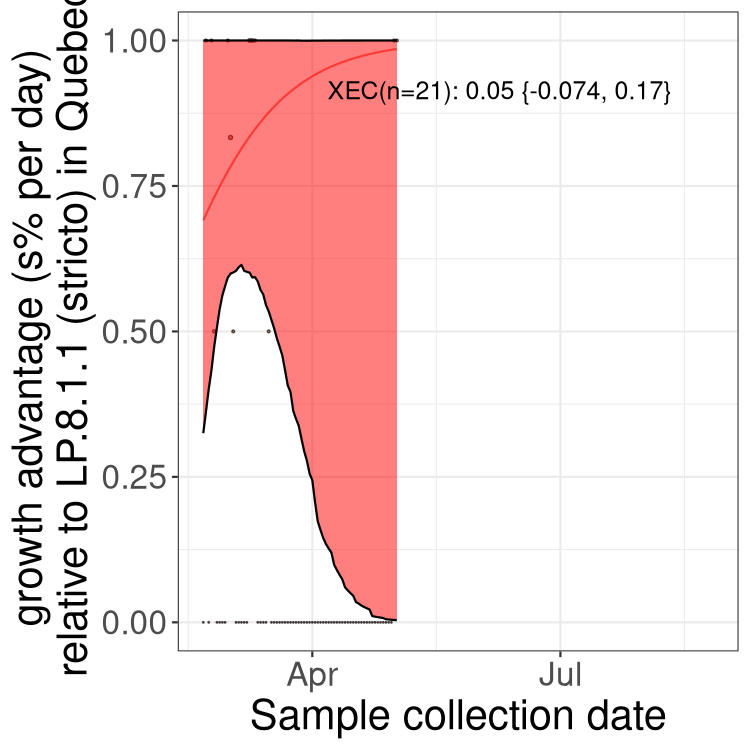 growth advantage (s% per day)
relative to LP.8.1.1 (stricto) in Quebec
1.00
0.75
0.50
0.25
0.00
XEC(n=21): 0.05 {-0.074, 0.17}
Apr
Jul
Sample collection date